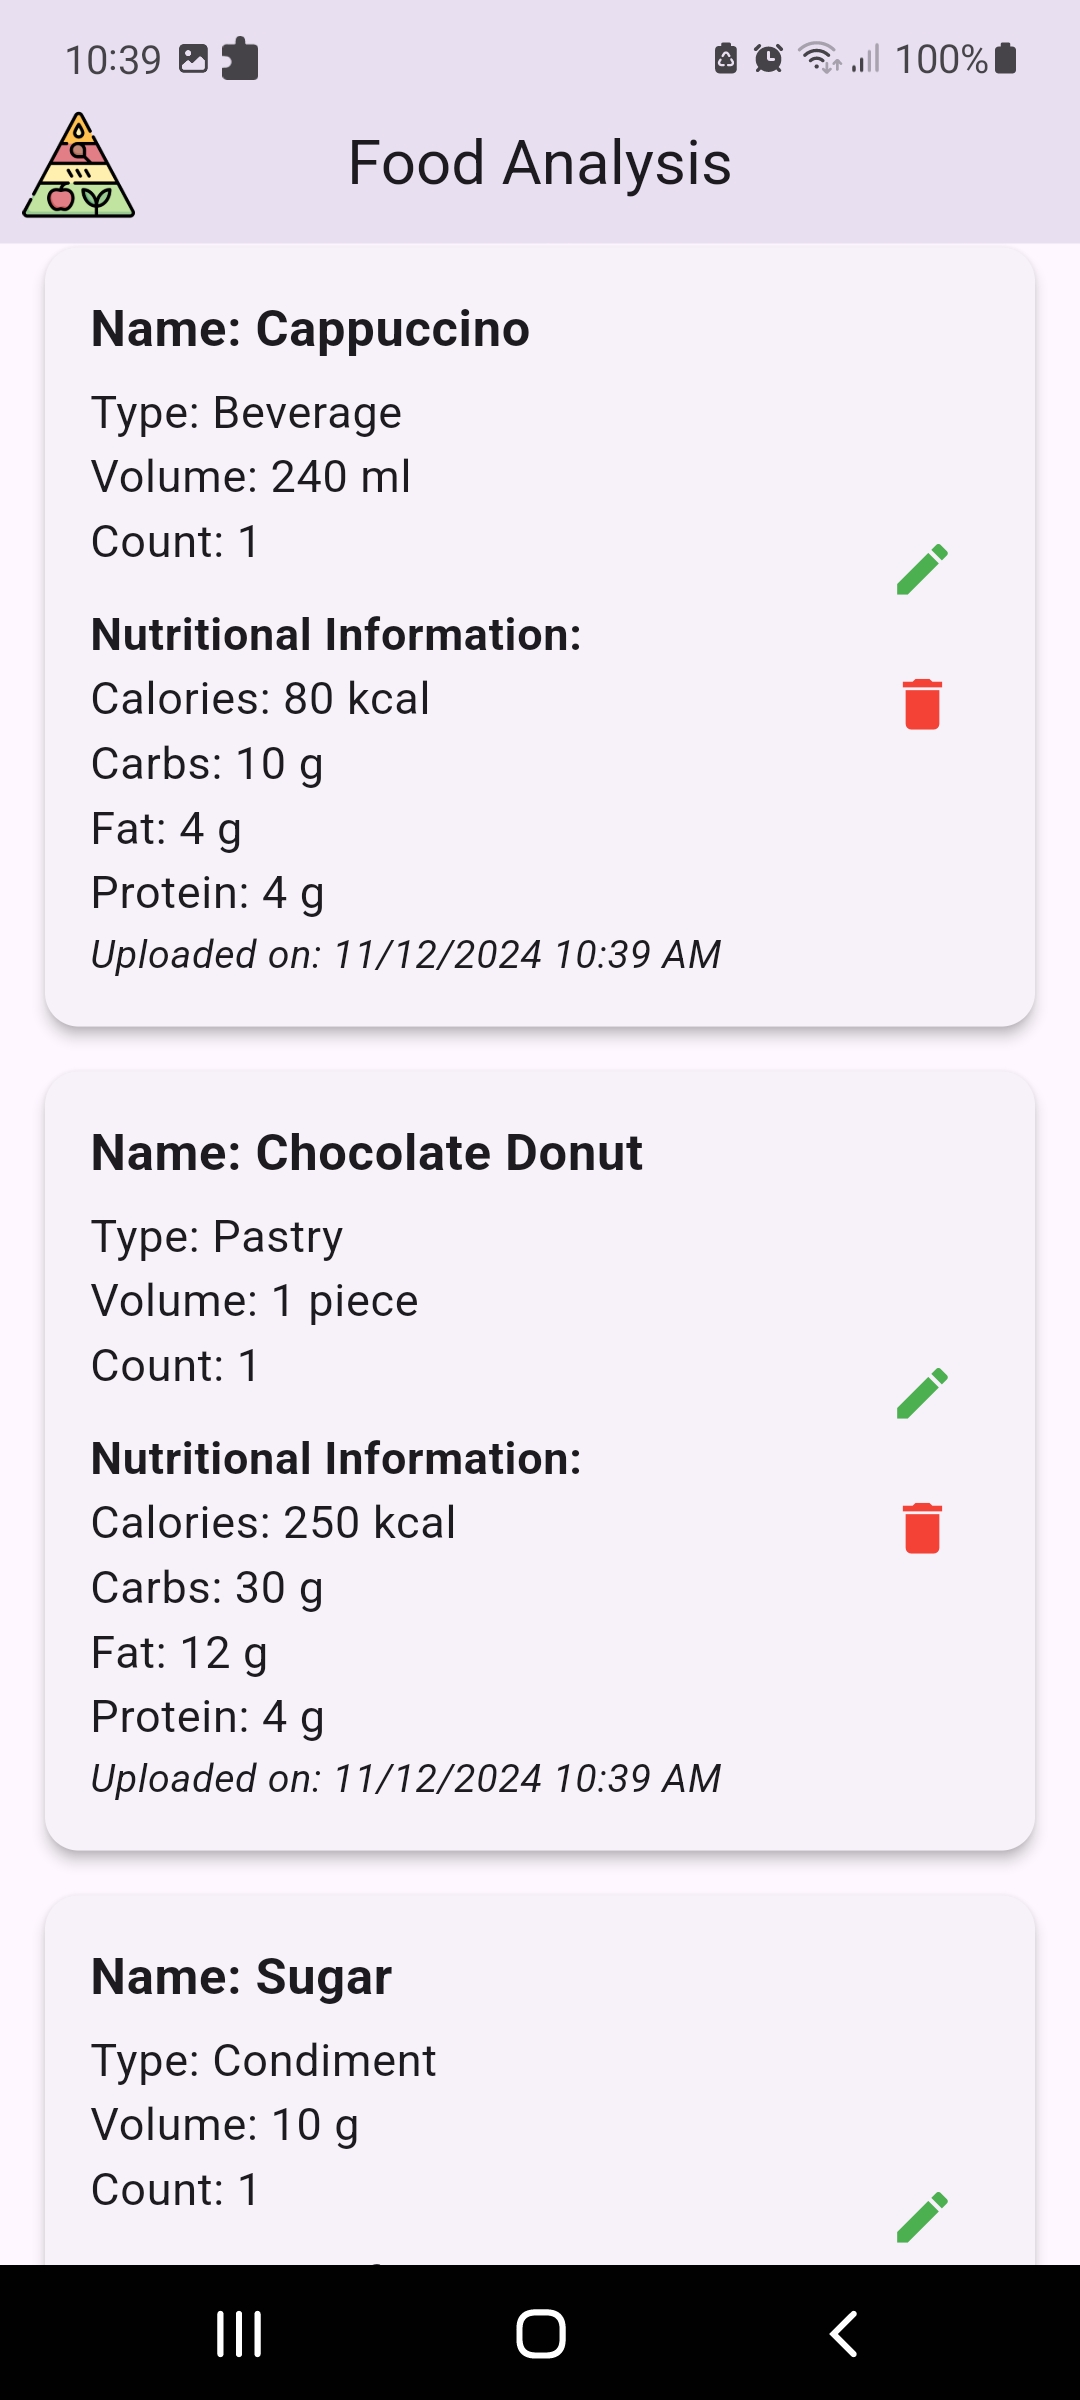 10:39
100%
Food Analysis
Name: Cappuccino
Type: Beverage
Volume: 240 ml
Count: 1
Nutritional Information:
Calories: 80 kcal
Carbs: 10 g
Fat: 4 g
Protein: 4 g
Uploaded on: 11/12/2024 10:39 AM
Name: Chocolate Donut
Type: Pastry
Volume: 1 piece
Count: 1
Nutritional Information:
Calories: 250 kcal
Carbs: 30 g
Fat: 12 g
Protein: 4 g
Uploaded on: 11/12/2024 10:39 AM
Name: Sugar
Type: Condiment
Volume: 10 g
Count: 1